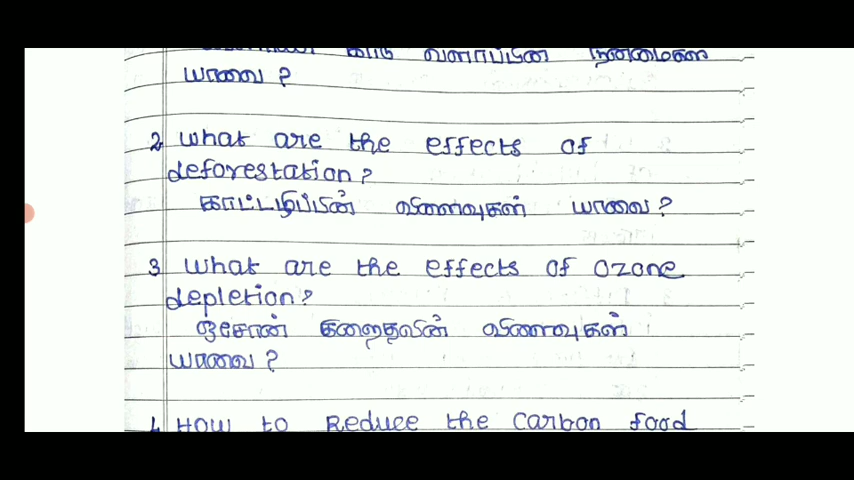 யாவை?
2 What are the effects of
deforestation?
காட்டழிப்பின் விளைவுகள் யாவை?
3 What are the effects of ozone
depletion?
ஓசோன் குறைதலின் விளைவுகள்
யாவை?
4 How to Reduce the carbon food